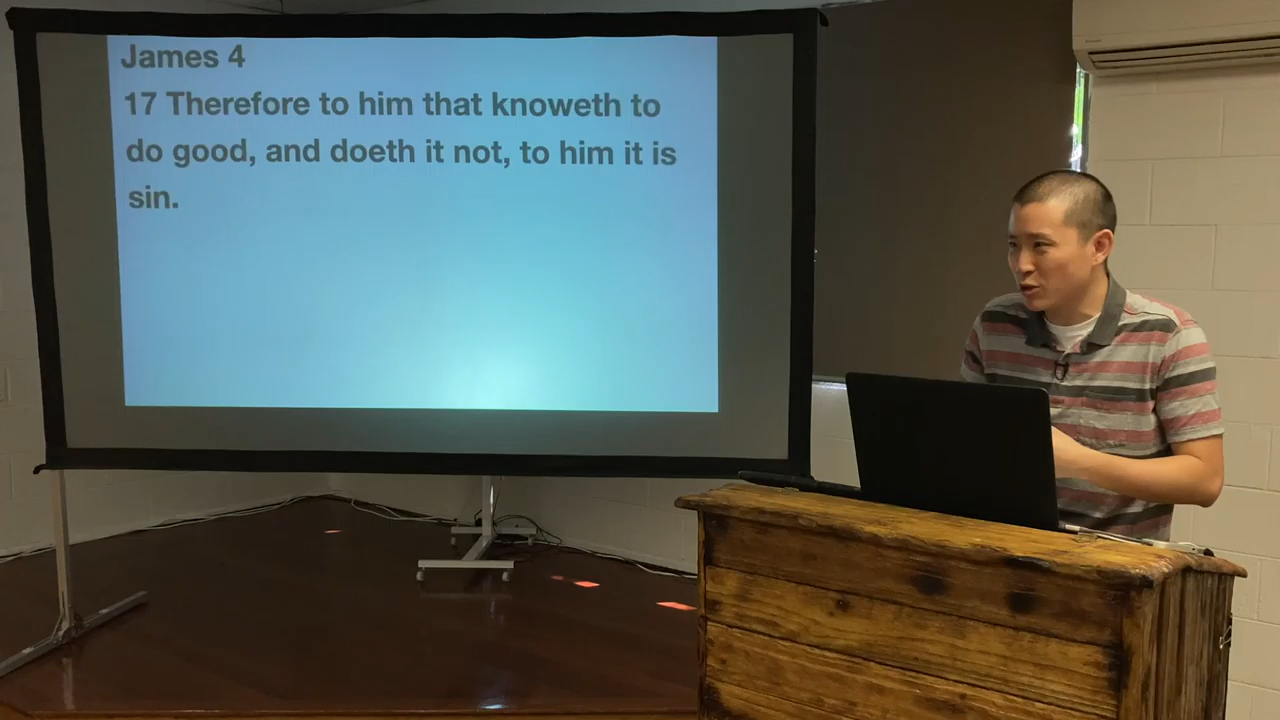 James 4
17 Therefore to him that knoweth to
do good, and doeth it not, to him it is
sin.